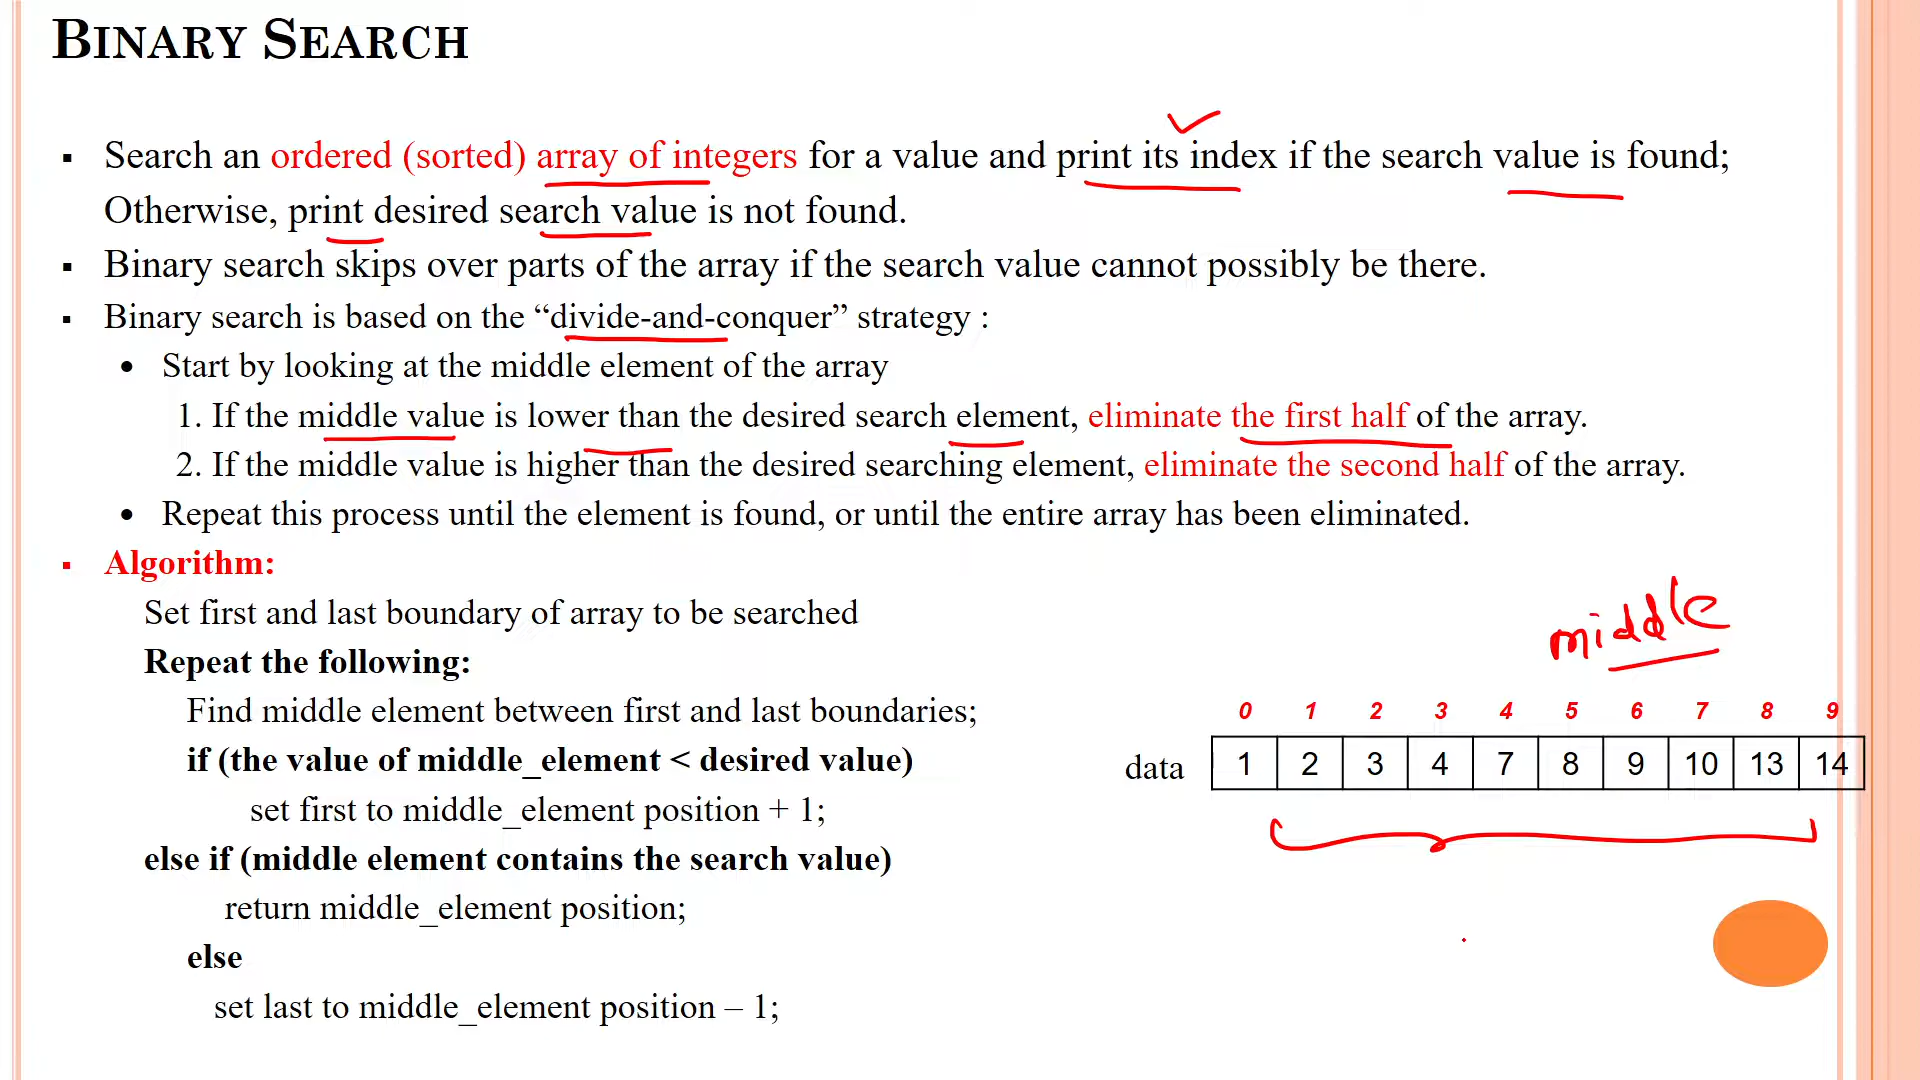 BINARY SEARCH
▪ Search an ordered (sorted) array of integers for a value and print its index if the search value is found;
Otherwise, print desired search value is not found.
▪ Binary search skips over parts of the array if the search value cannot possibly be there.
▪ Binary search is based on the “divide-and-conquer” strategy :
• Start by looking at the middle element of the array
1. If the middle value is lower than the desired search element, eliminate the first half of the array.
2. If the middle value is higher than the desired searching element, eliminate the second half of the array.
• Repeat this process until the element is found, or until the entire array has been eliminated.
▪ Algorithm:
Set first and last boundary of array to be searched
Repeat the following:
Find middle element between first and last boundaries;
if (the value of middle_element < desired value)
set first to middle_element position + 1;
else if (middle element contains the search value)
return middle_element position;
else
set last to middle_element position – 1;
middle
0 1 2 3 4 5 6 7 8 9
data 1 2 3 4 7 8 9 10 13 14